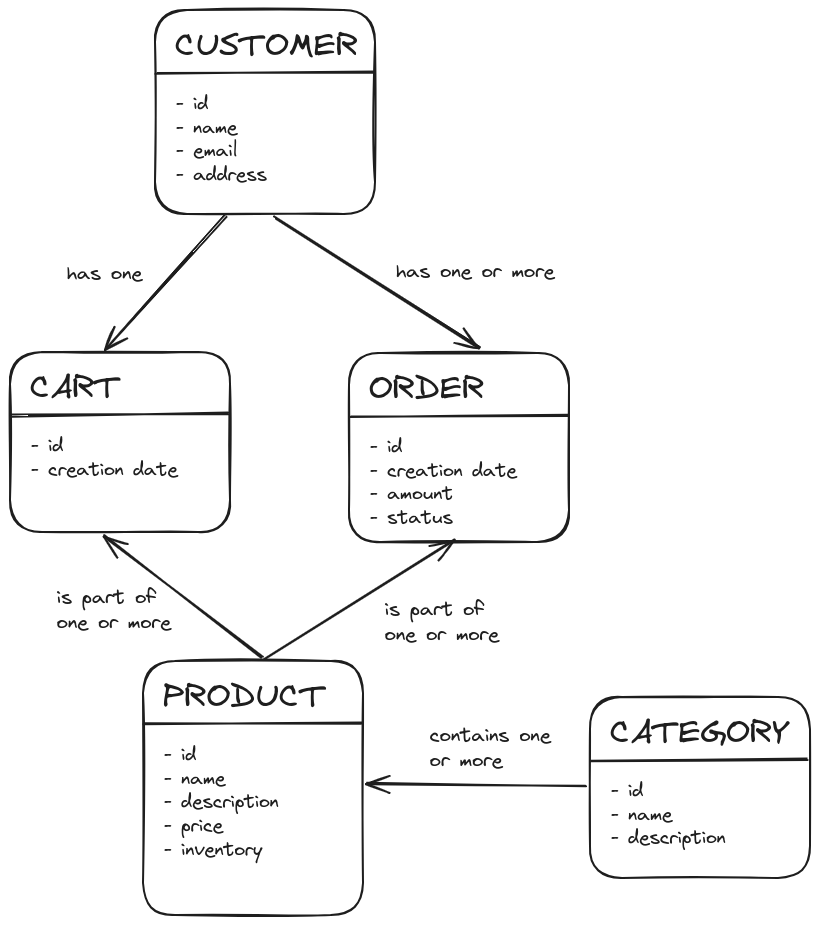 CUSTOMER
- id
- name
- email
- address
has one
has one or more
CART
- id
- creation date
ORDER
- id
- creation date
- amount
- status
is part of
one or more
is part of
one or more
PRODUCT
- id
- name
- description
- price
- inventory
contains one
or more
CATEGORY
- id
- name
- description